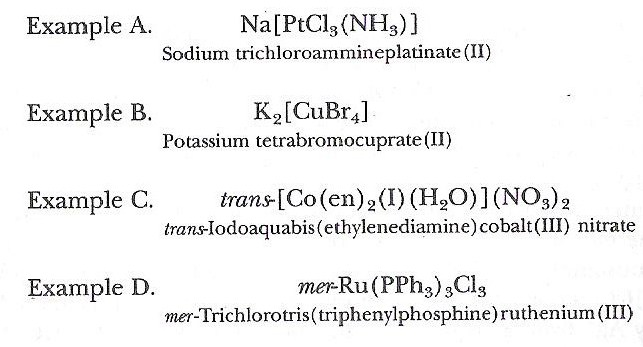 Example A. Na[PtCl₃(NH₃)]
Sodium trichloroammineplatinate(II)
Example B. K₂[CuBr₄]
Potassium tetrabromocuprate(II)
Example C. trans-[Co(en)₂(I)(H₂O)](NO₃)₂
trans-Iodoaquabis(ethylenediamine)cobalt(III) nitrate
Example D. mer-Ru(PPh₃)₃Cl₃
mer-Trichlorotris(triphenylphosphine)ruthenium(III)